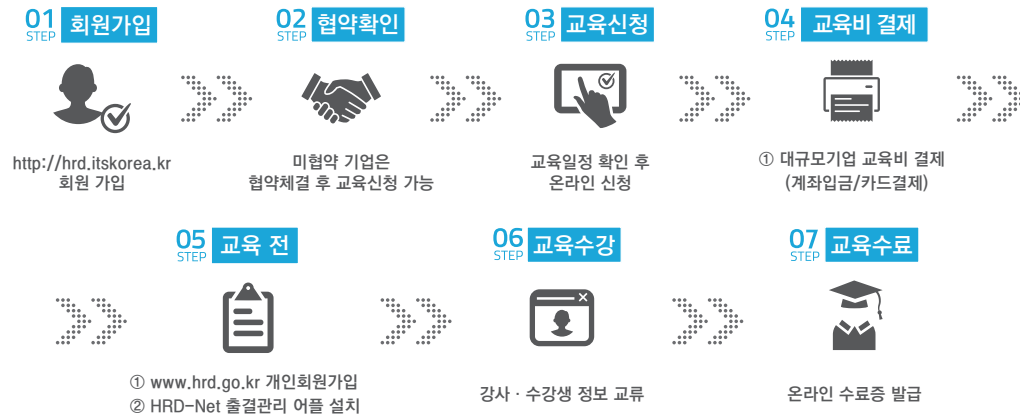 01 STEP 회원가입
http://hrd.itskorea.kr
회원 가입
02 STEP 협약확인
미협약 기업은
협약체결 후 교육신청 가능
03 STEP 교육신청
교육일정 확인 후
온라인 신청
04 STEP 교육비 결제
① 대규모기업 교육비 결제
(계좌입금/카드결제)
05 STEP 교육 전
① www.hrd.go.kr 개인회원가입
② HRD-Net 출결관리 어플 설치
06 STEP 교육수강
강사 · 수강생 정보 교류
07 STEP 교육수료
온라인 수료증 발급